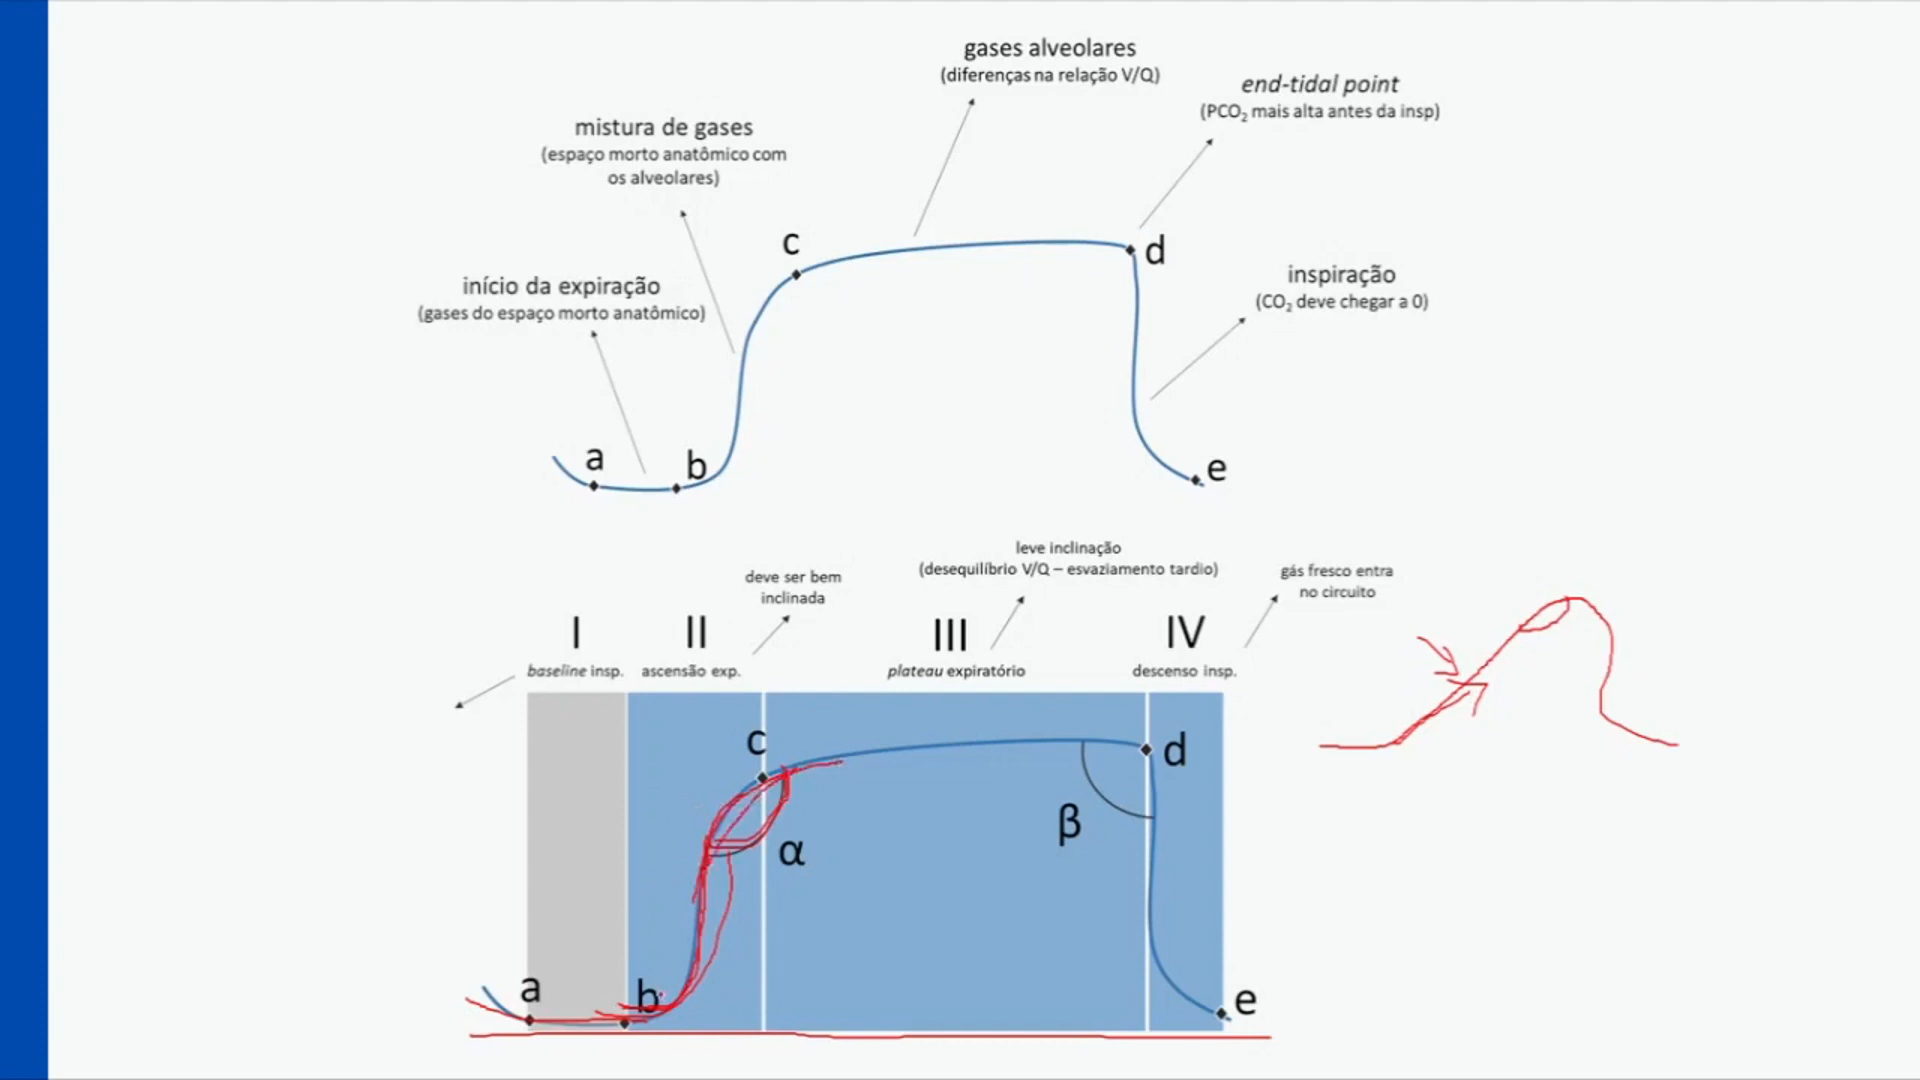 gases alveolares
(diferenças na relação V/Q)
end-tidal point
(PCO₂ mais alta antes da insp)
mistura de gases
(espaço morto anatômico com
os alveolares)
c
d
início da expiração
(gases do espaço morto anatômico)
inspiração
(CO₂ deve chegar a 0)
a
b
e
deve ser bem
inclinada
leve inclinação
(desequilíbrio V/Q – esvaziamento tardio)
gás fresco entra
no circuito
I
II
III
IV
baseline insp.
ascensão exp.
plateau expiratório
descenso insp.
c
d
β
α
a
b
e